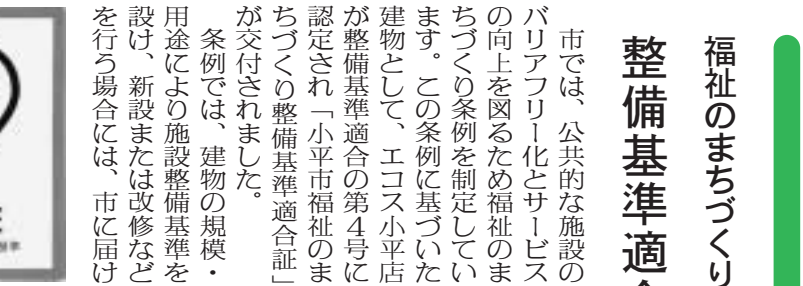 福祉のまちづくり
整備基準適合
市では、公共的な施設の
バリアフリー化とサービス
の向上を図るため福祉のま
ちづくり条例を制定してい
ます。この条例に基づいた
建物として、エコス小平店
が整備基準適合の第4号に
認定され「小平市福祉のま
ちづくり整備基準適合証」
が交付されました。
条例では、建物の規模・
用途により施設整備基準を
設け、新設または改修など
を行う場合には、市に届け